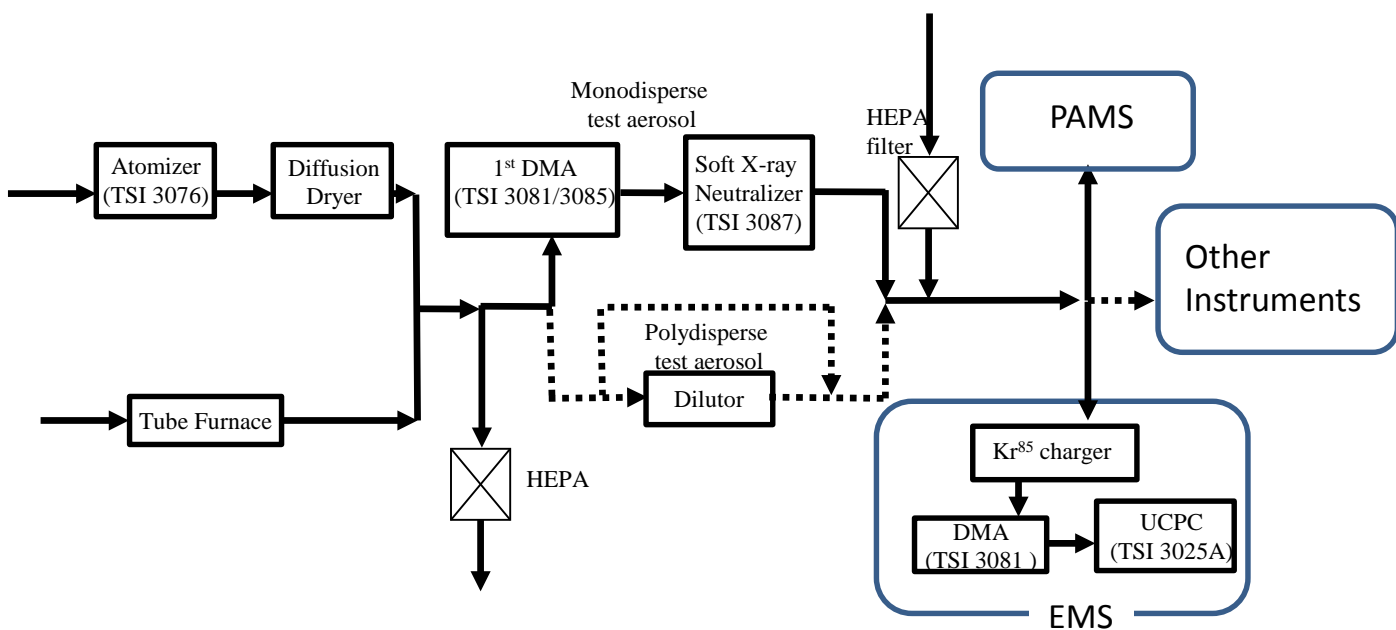 Atomizer
(TSI 3076)
Diffusion
Dryer
Tube Furnace
HEPA
1st DMA
(TSI 3081/3085)
Monodisperse
test aerosol
Soft X-ray
Neutralizer
(TSI 3087)
Polydisperse
test aerosol
Dilutor
HEPA
filter
PAMS
Other
Instruments
Kr85 charger
DMA
(TSI 3081 )
UCPC
(TSI 3025A)
EMS